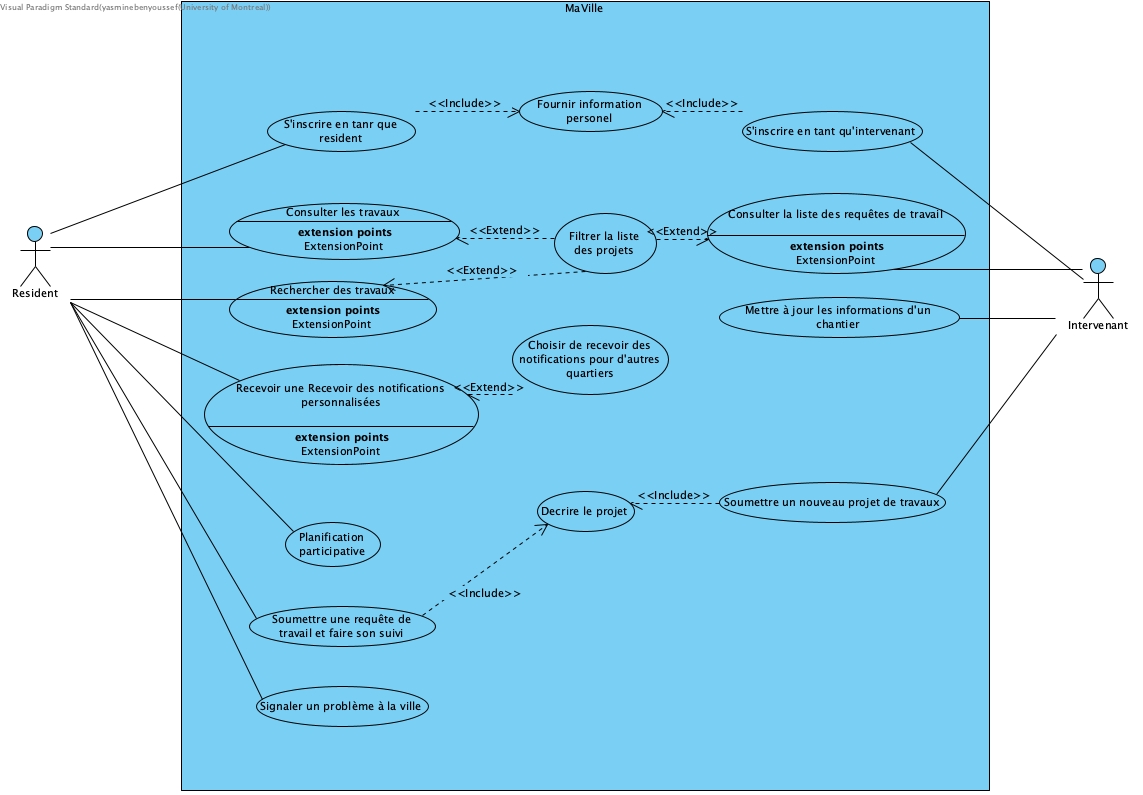 Visual Paradigm Standard(yasminebenyoussef(University of Montreal))
MaVille
<<Include>>
Fournir information
personel
<<Include>>
S'inscrire en tanr que
resident
S'inscrire en tant qu'intervenant
Consulter les travaux
extension points
ExtensionPoint
<<Extend>>
Filtrer la liste
des projets
<<Extend>>
Consulter la liste des requêtes de travail
extension points
ExtensionPoint
<<Extend>>
Resident
Rechercher des travaux
extension points
ExtensionPoint
Mettre à jour les informations d'un
chantier
Intervenant
Choisir de recevoir des
notifications pour d'autres
quartiers
<<Extend>>
Recevoir une Recevoir des notifications
personnalisées
extension points
ExtensionPoint
Decrire le projet
<<Include>>
Soumettre un nouveau projet de travaux
Planification
participative
<<Include>>
Soumettre une requête de
travail et faire son suivi
Signaler un problème à la ville